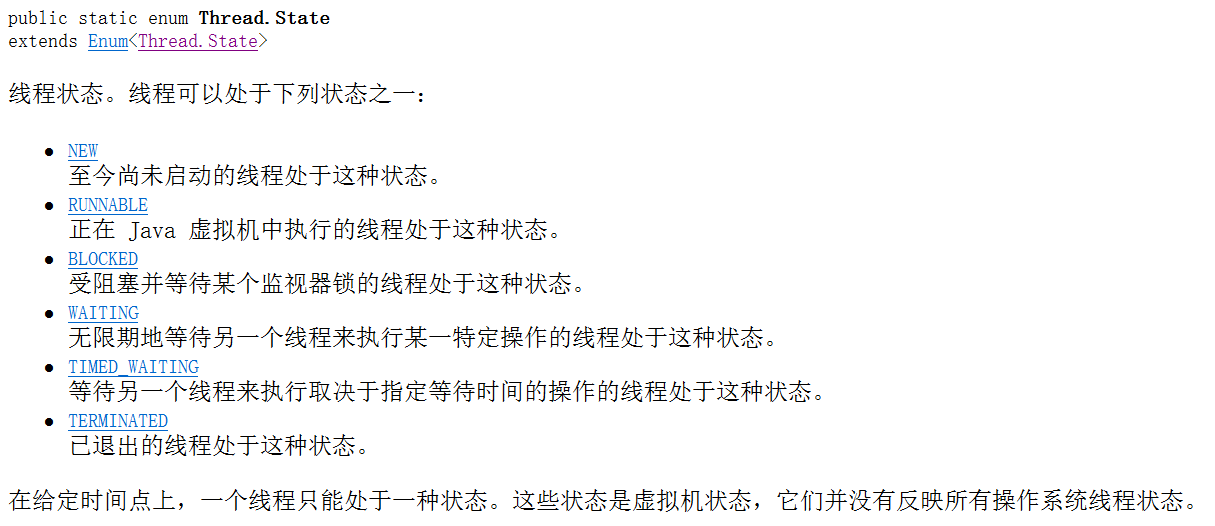 public static enum Thread.State
extends Enum<Thread.State>
线程状态。线程可以处于下列状态之一：
● NEW
至今尚未启动的线程处于这种状态。
● RUNNABLE
正在 Java 虚拟机中执行的线程处于这种状态。
● BLOCKED
受阻塞并等待某个监视器锁的线程处于这种状态。
● WAITING
无限期地等待另一个线程来执行某一特定操作的线程处于这种状态。
● TIMED_WAITING
等待另一个线程来执行取决于指定等待时间的操作的线程处于这种状态。
● TERMINATED
已退出的线程处于这种状态。
在给定时间点上，一个线程只能处于一种状态。这些状态是虚拟机状态，它们并没有反映所有操作系统线程状态。